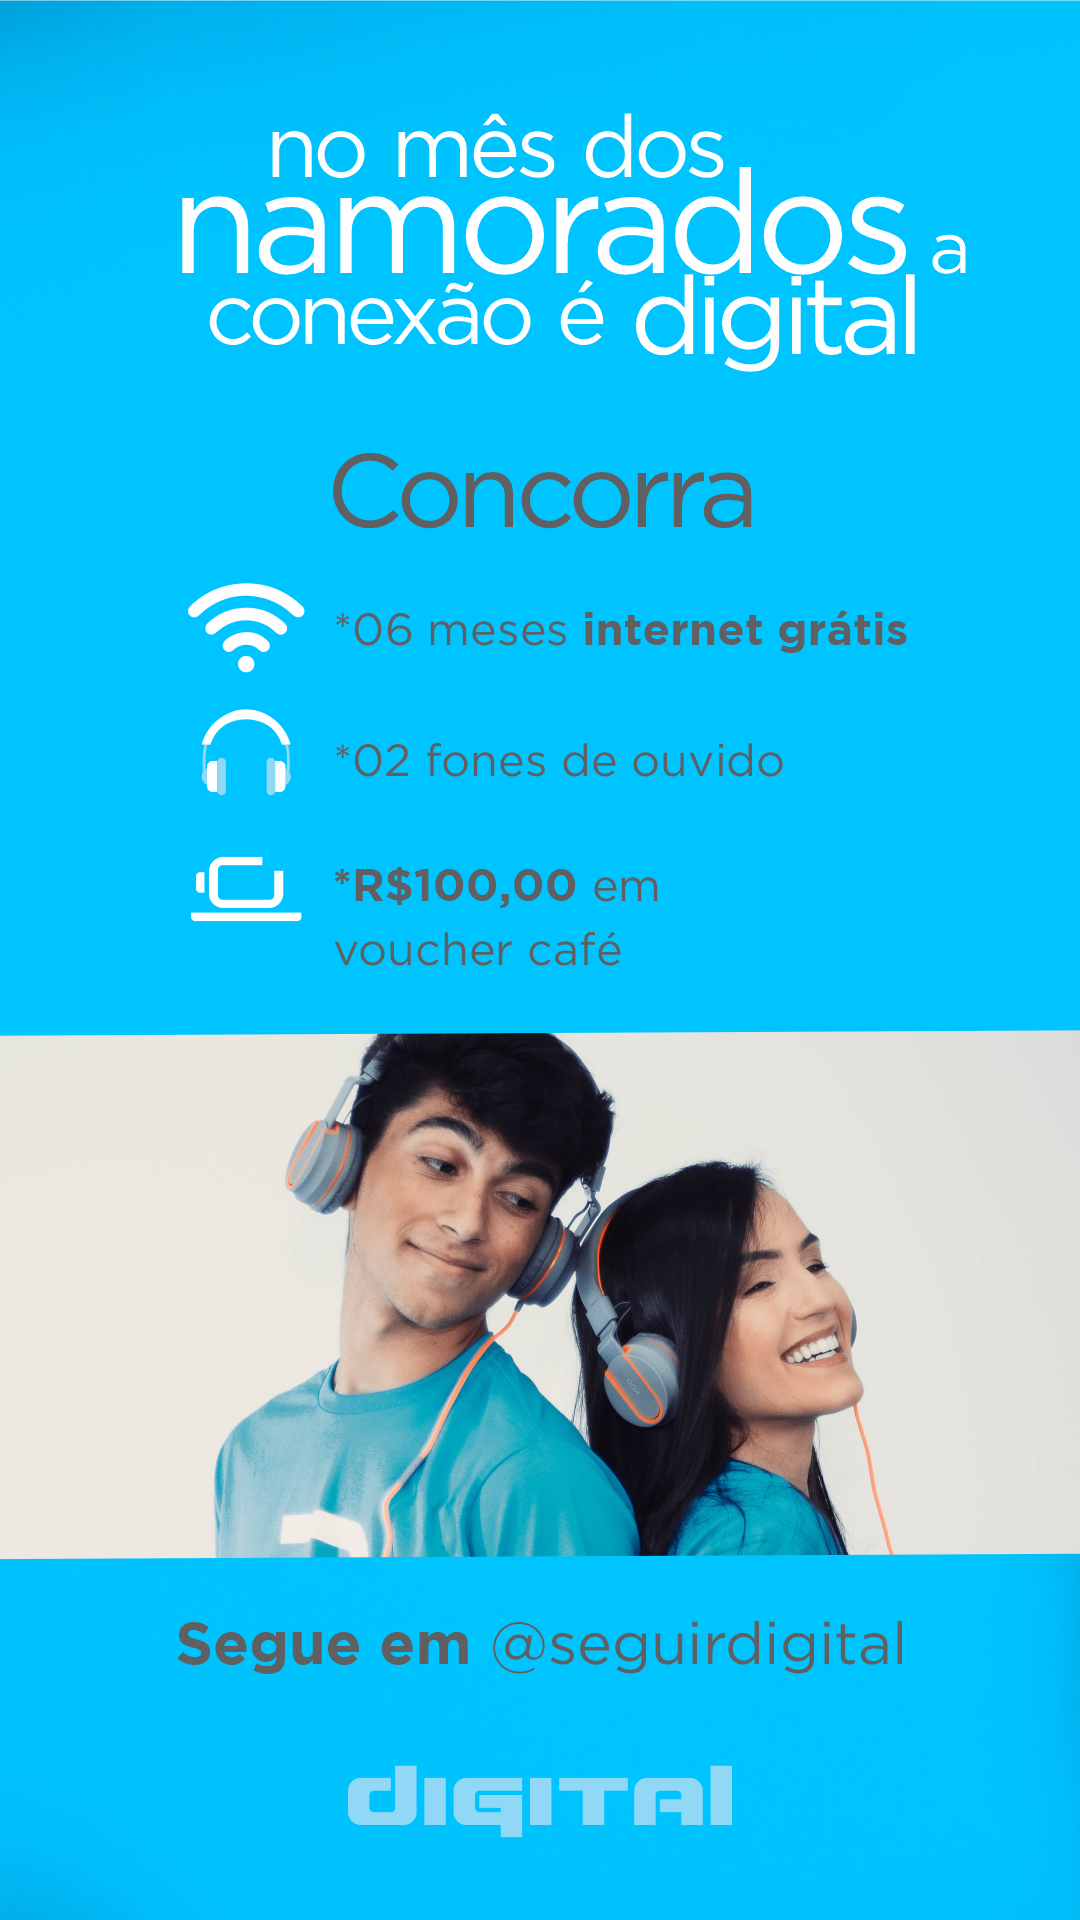 no mês dos
namorados a
conexão é digital
Concorra
*06 meses internet grátis
*02 fones de ouvido
*R$100,00 em
voucher café
Segue em @seguirdigital
digital